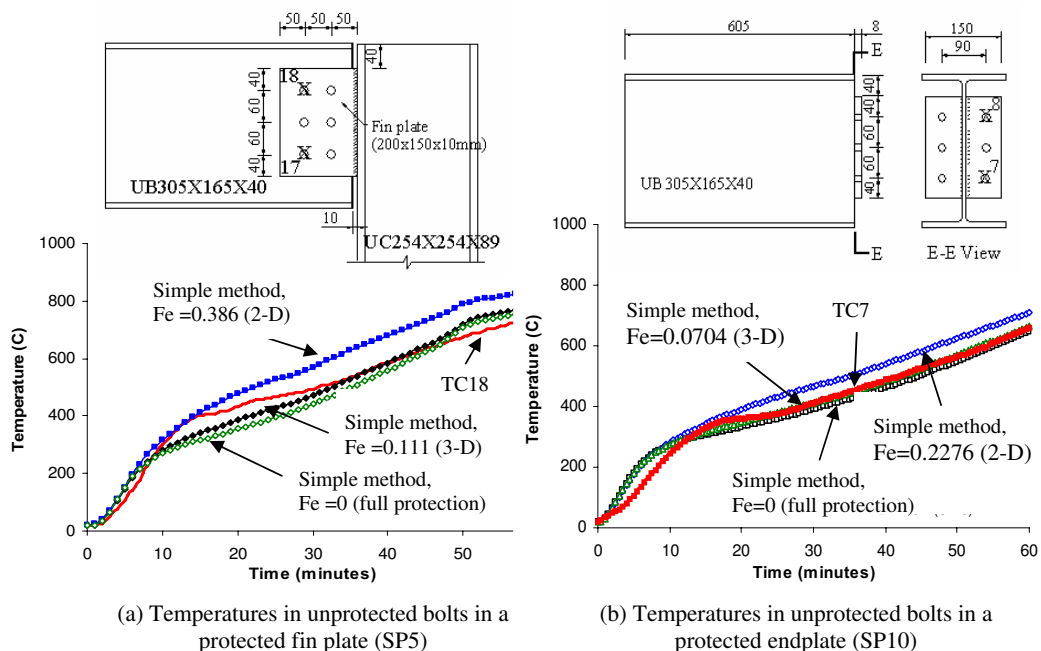 50 50 50
40
18
40
60
60
40
17
Fin plate
(200x150x10mm)
UB305X165X40
10
UC254X254X89
1000
800
600
400
200
0
Temperature (C)
Simple method,
Fe =0.386 (2-D)
TC18
Simple method,
Fe =0.111 (3-D)
Simple method,
Fe =0 (full protection)
0 10 20 30 40 50
Time (minutes)
(a) Temperatures in unprotected bolts in a
protected fin plate (SP5)
605
8
150
90
E
40
40
60
60
40
8
7
UB 305X165X40
E
E-E View
1000
800
600
400
200
0
Temperature (C)
Simple method,
Fe=0.0704 (3-D)
TC7
Simple method,
Fe=0.2276 (2-D)
Simple method,
Fe=0 (full protection)
0 10 20 30 40 50 60
Time (minutes)
(b) Temperatures in unprotected bolts in a
protected endplate (SP10)